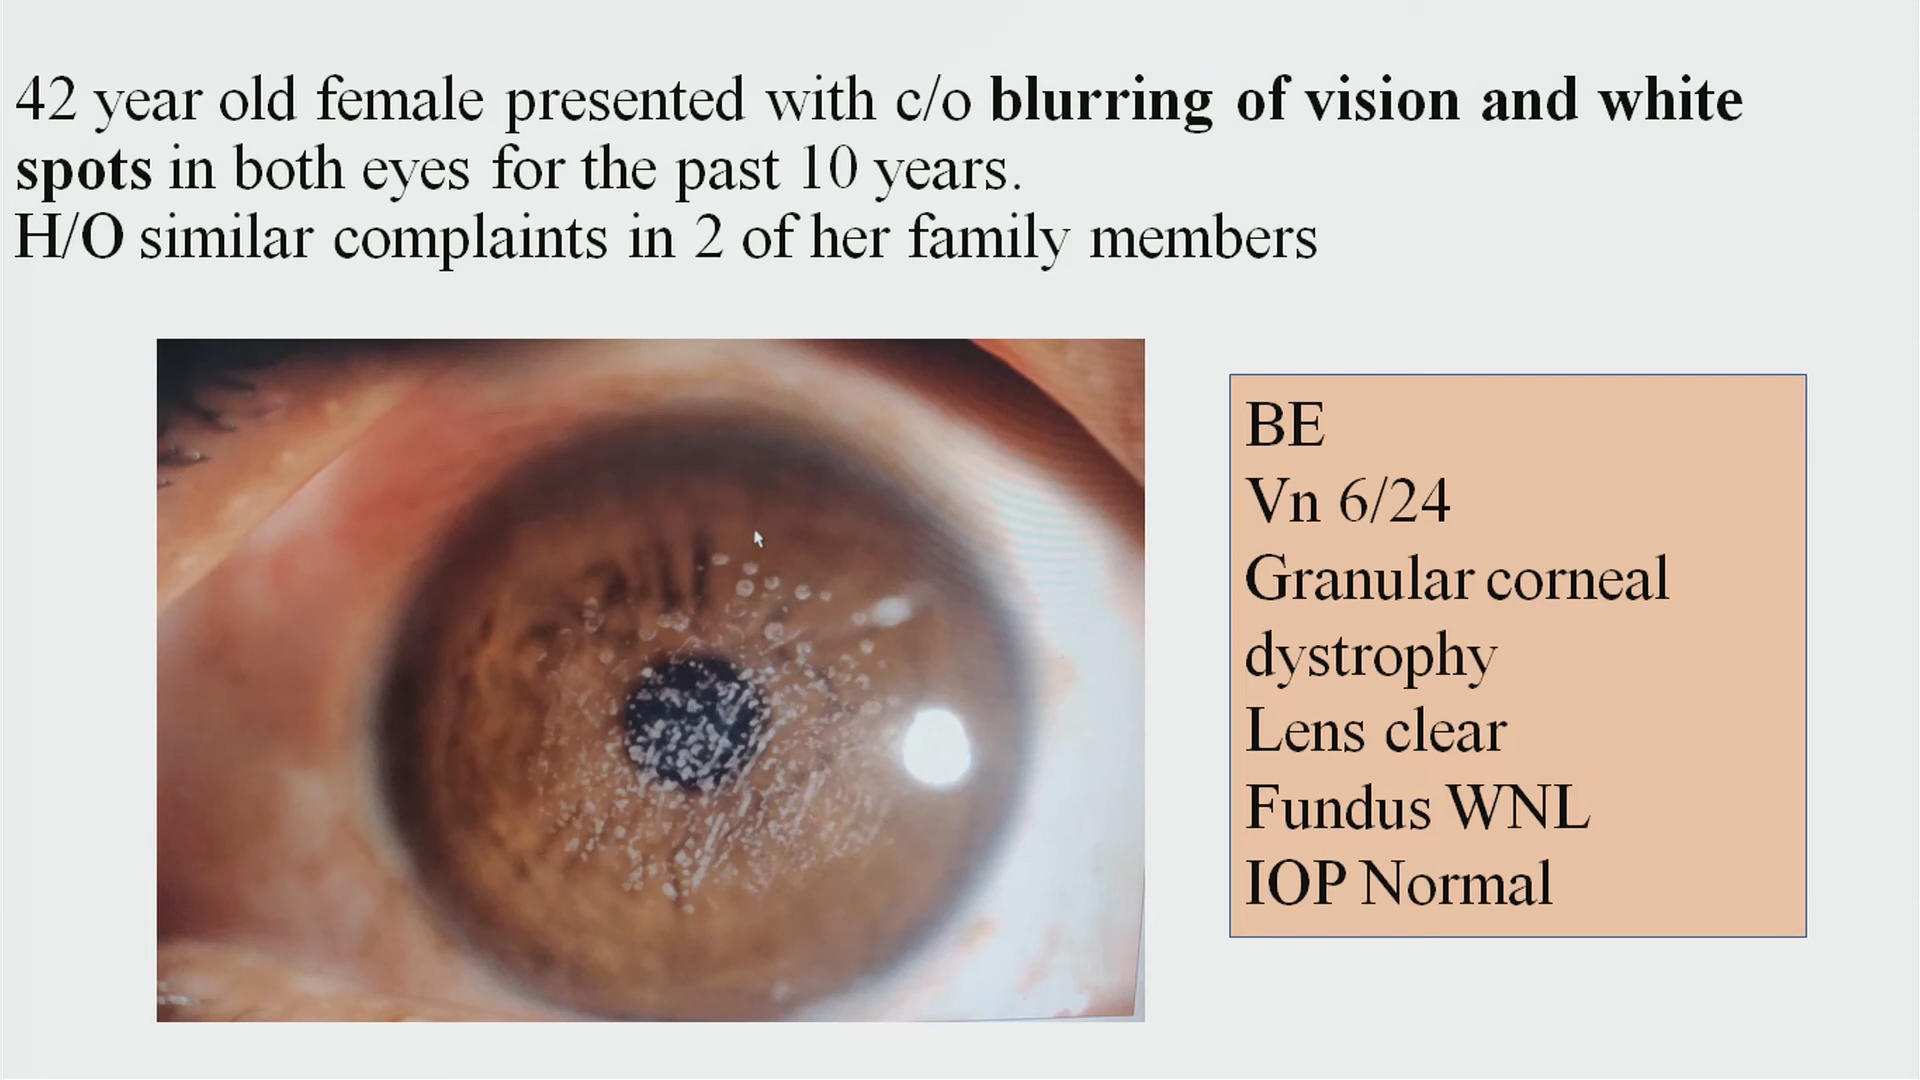 42 year old female presented with c/o blurring of vision and white
spots in both eyes for the past 10 years.
H/O similar complaints in 2 of her family members
BE
Vn 6/24
Granular corneal
dystrophy
Lens clear
Fundus WNL
IOP Normal